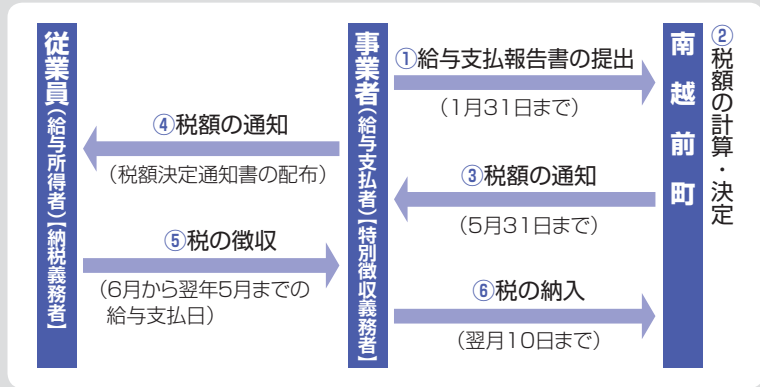 従業員（給与所得者）【納税義務者】
事業者（給与支払者）【特別徴収義務者】
南越前町
①給与支払報告書の提出
（1月31日まで）
②税額の計算・決定
③税額の通知
（5月31日まで）
④税額の通知
（税額決定通知書の配布）
⑤税の徴収
（6月から翌年5月までの
給与支払日）
⑥税の納入
（翌月10日まで）